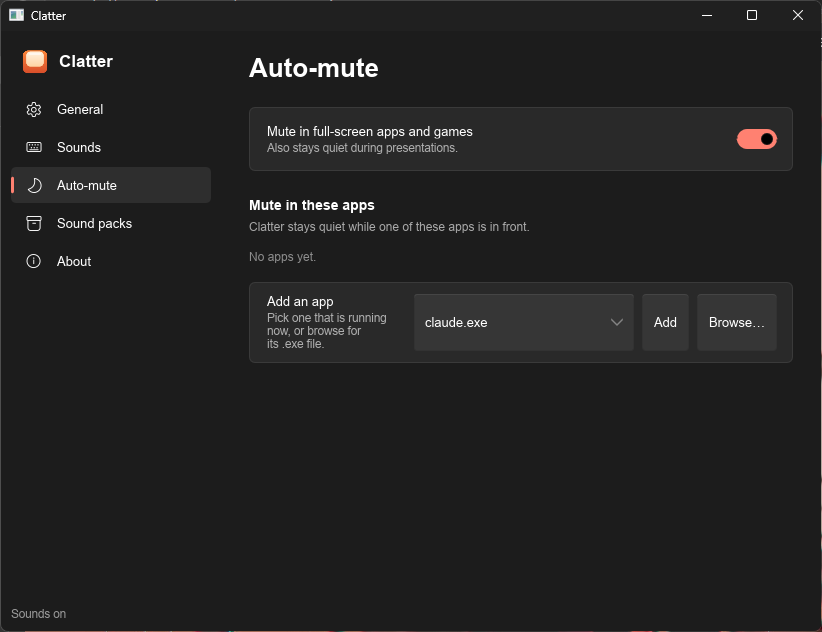 Clatter
Clatter
General
Sounds
Auto-mute
Sound packs
About
Sounds on
Auto-mute
Mute in full-screen apps and games
Also stays quiet during presentations.
Mute in these apps
Clatter stays quiet while one of these apps is in front.
No apps yet.
Add an app
Pick one that is running
now, or browse for
its .exe file.
claude.exe
Add
Browse…